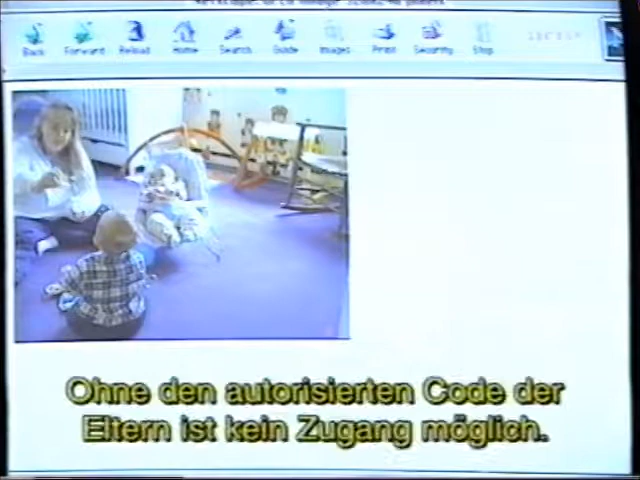 Back Forward Reload Home Search Guide Images Print Security Stop
Ohne den autorisierten Code der
Eltern ist kein Zugang möglich.